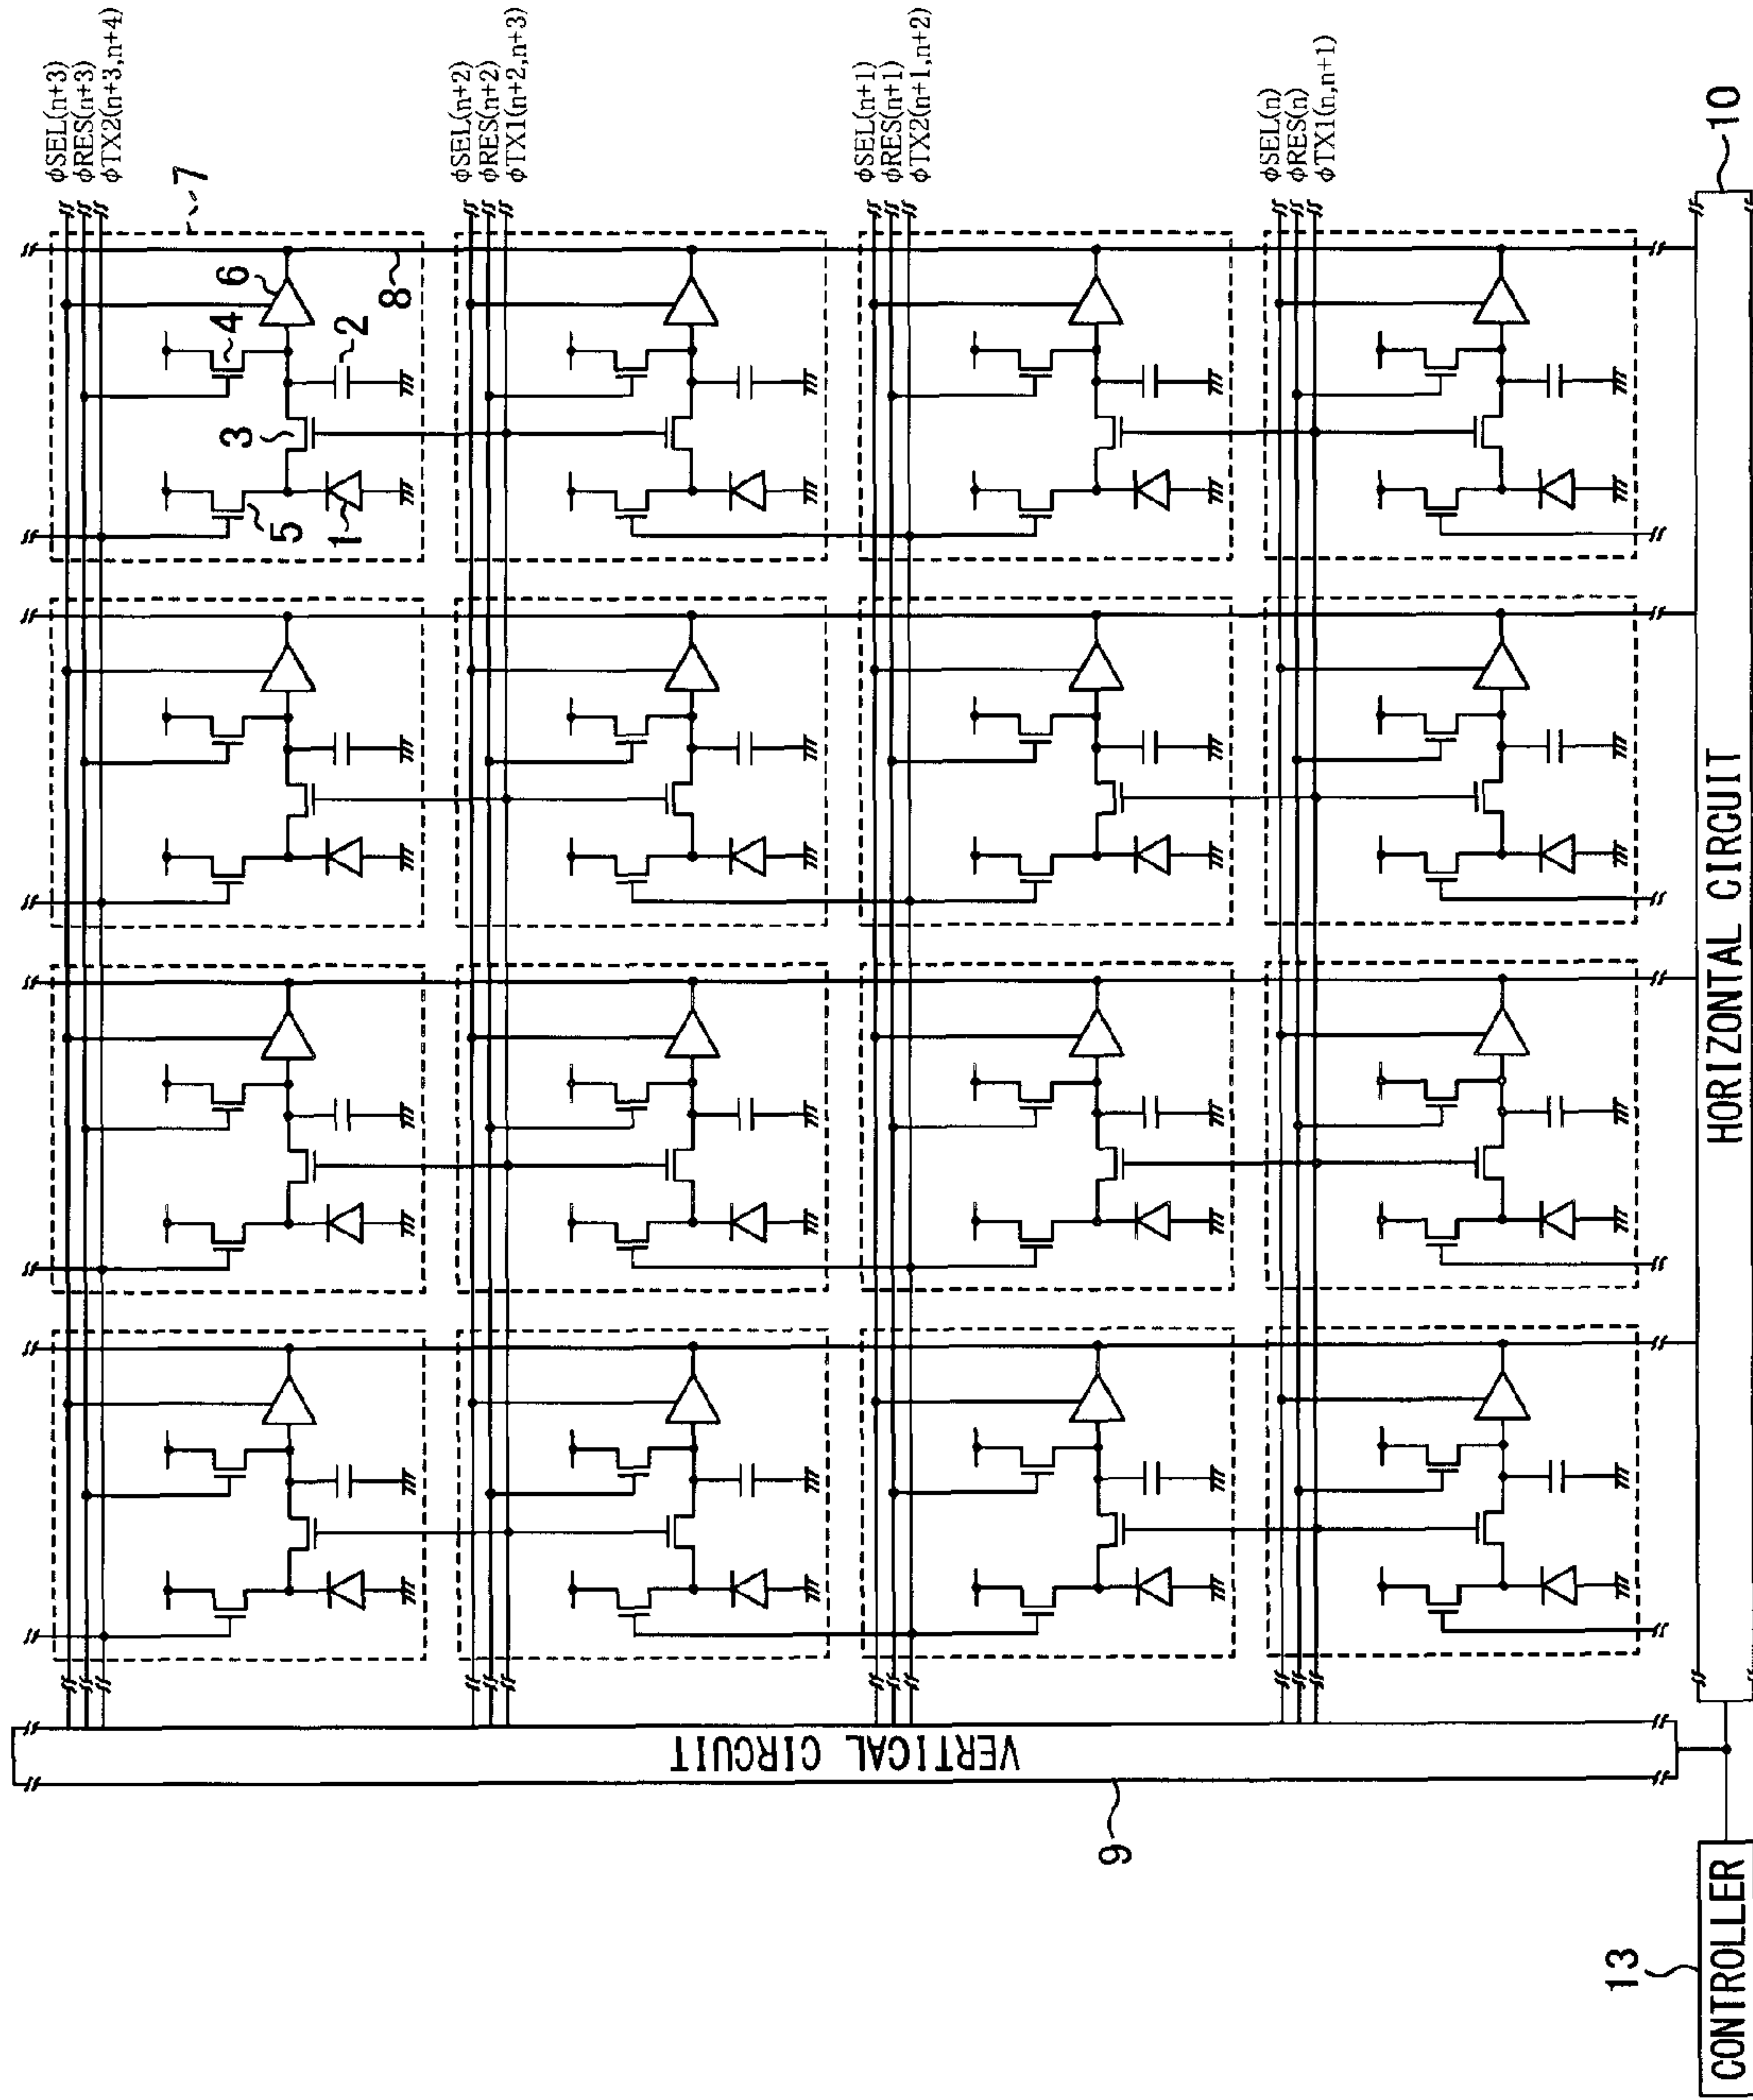 ϕSEL(n+3)
ϕRES(n+3)
ϕTX2(n+3,n+4)
7
6
4
2
3
5
1
8
ϕSEL(n+2)
ϕRES(n+2)
ϕTX1(n+2,n+3)
ϕSEL(n+1)
ϕRES(n+1)
ϕTX2(n+1,n+2)
ϕSEL(n)
ϕRES(n)
ϕTX1(n,n+1)
VERTICAL CIRCUIT
9
HORIZONTAL CIRCUIT
10
13
CONTROLLER